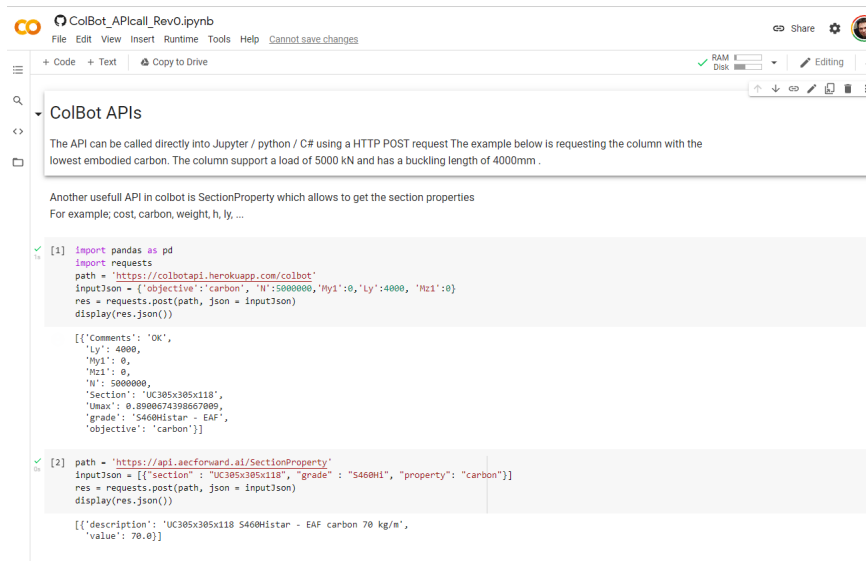 ColBot_APIcall_Rev0.ipynb
File Edit View Insert Runtime Tools Help Cannot save changes
Share
+ Code + Text Copy to Drive
RAM
Disk
Editing
ColBot APIs
The API can be called directly into Jupyter / python / C# using a HTTP POST request The example below is requesting the column with the
lowest embodied carbon. The column support a load of 5000 kN and has a buckling length of 4000mm .
Another usefull API in colbot is SectionProperty which allows to get the section properties
For example; cost, carbon, weight, h, Iy, ...
[1] import pandas as pd
1s
import requests
path = 'https://colbotapi.herokuapp.com/colbot'
inputJson = {'objective':'carbon', 'N':5000000,'My1':0,'Ly':4000, 'Mz1':0}
res = requests.post(path, json = inputJson)
display(res.json())
[{'Comments': 'OK',
'Ly': 4000,
'My1': 0,
'Mz1': 0,
'N': 5000000,
'Section': 'UC305x305x118',
'Umax': 0.8900674398667009,
'grade': 'S460Histar - EAF',
'objective': 'carbon'}]
[2] path = 'https://api.aecforward.ai/SectionProperty'
0s
inputJson = [{"section" : "UC305x305x118", "grade" : "S460Hi", "property": "carbon"}]
res = requests.post(path, json = inputJson)
display(res.json())
[{'description': 'UC305x305x118 S460Histar - EAF carbon 70 kg/m',
'value': 70.0}]